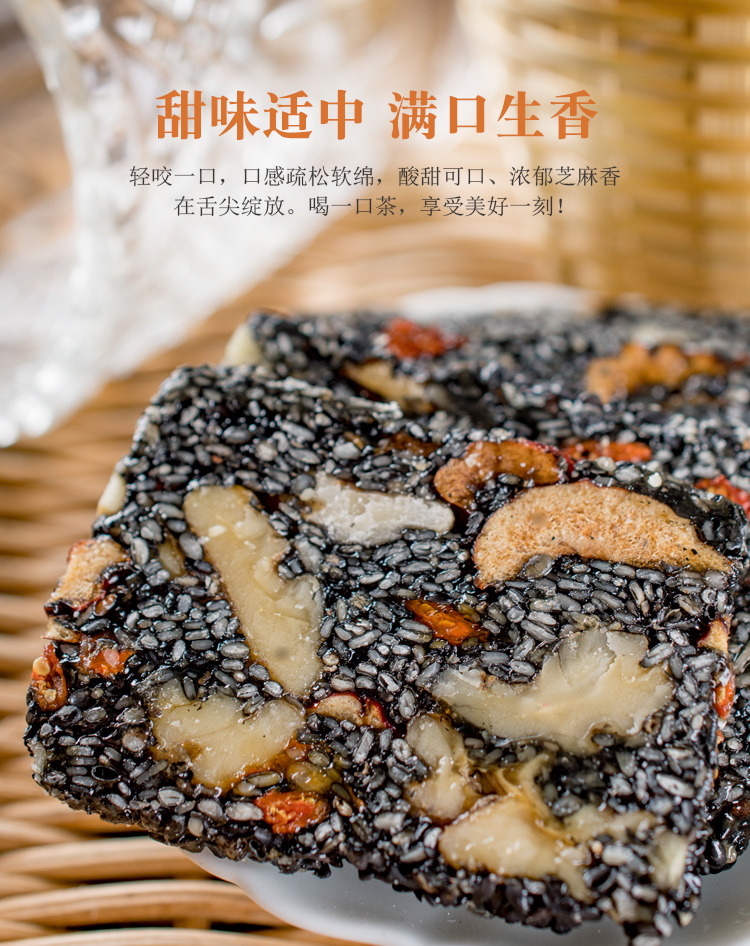 甜味适中 满口生香
轻咬一口，口感疏松软绵，酸甜可口、浓郁芝麻香
在舌尖绽放。喝一口茶，享受美好一刻！